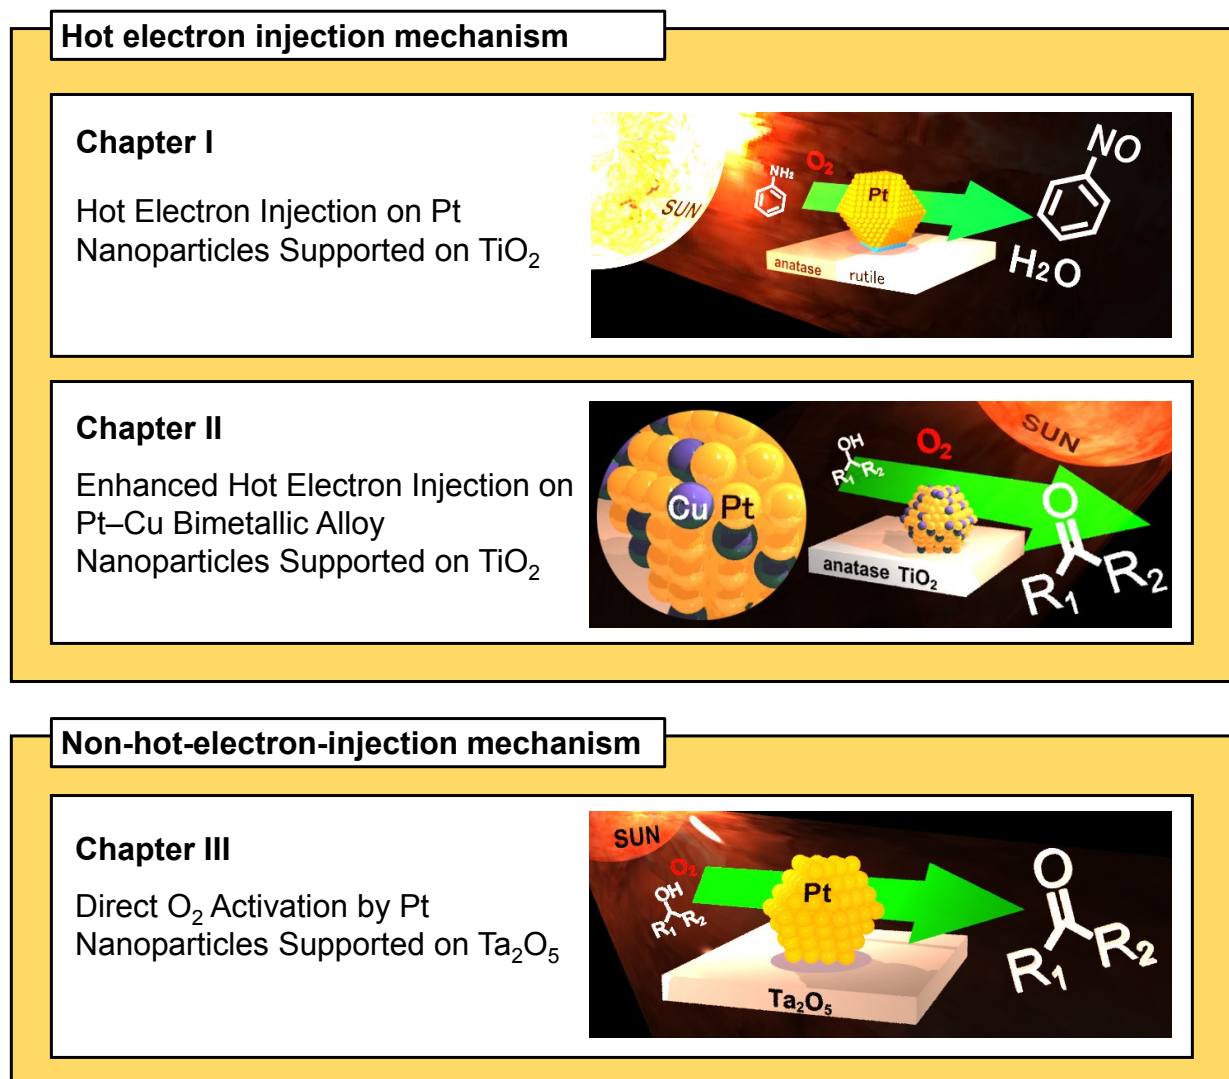 Hot electron injection mechanism
Chapter I
Hot Electron Injection on Pt
Nanoparticles Supported on TiO₂
SUN
NH₂
O₂
Pt
anatase
rutile
NO
H₂O
Chapter II
Enhanced Hot Electron Injection on
Pt–Cu Bimetallic Alloy
Nanoparticles Supported on TiO₂
Cu
Pt
OH
R₁
R₂
O₂
SUN
anatase TiO₂
O
R₁
R₂
Non-hot-electron-injection mechanism
Chapter III
Direct O₂ Activation by Pt
Nanoparticles Supported on Ta₂O₅
SUN
O₂
OH
R₁
R₂
Pt
Ta₂O₅
O
R₁
R₂